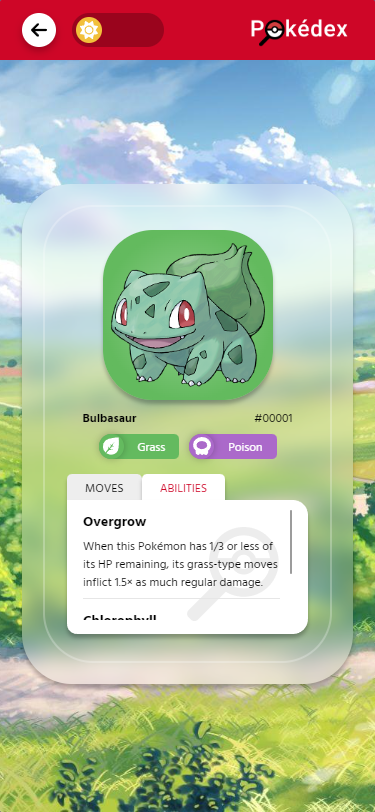 Pokédex
Bulbasaur #00001
Grass Poison
MOVES ABILITIES
Overgrow
When this Pokémon has 1/3 or less of
its HP remaining, its grass-type moves
inflict 1.5× as much regular damage.
Chlorophyll